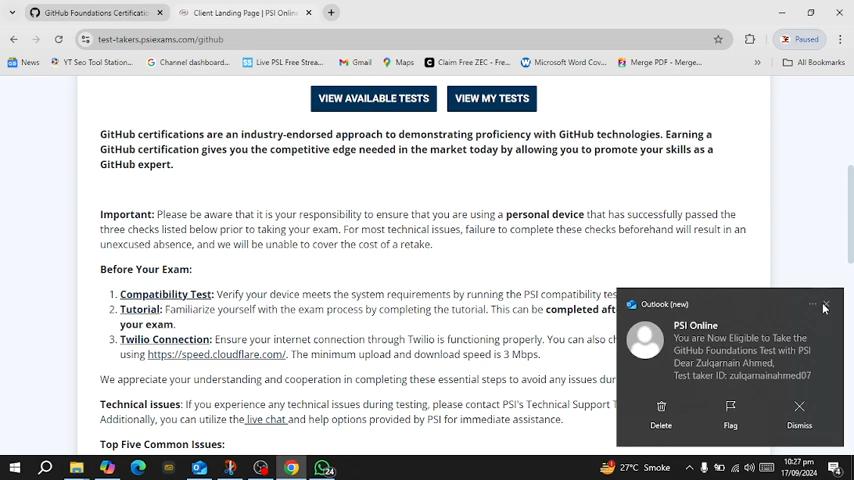 GitHub Foundations Certificatio
Client Landing Page | PSI Online
test-takers.psiexams.com/github
Paused
News
YT Seo Tool Station...
Channel dashboard...
Live PSL Free Strea...
Gmail
Maps
Claim Free ZEC - Fre...
Microsoft Word Cov...
Merge PDF - Merge...
»
All Bookmarks
VIEW AVAILABLE TESTS
VIEW MY TESTS
GitHub certifications are an industry-endorsed approach to demonstrating proficiency with GitHub technologies. Earning a
GitHub certification gives you the competitive edge needed in the market today by allowing you to promote your skills as a
GitHub expert.
Important: Please be aware that it is your responsibility to ensure that you are using a personal device that has successfully passed the
three checks listed below prior to taking your exam. For most technical issues, failure to complete these checks beforehand will result in an
unexcused absence, and we will be unable to cover the cost of a retake.
Before Your Exam:
1. Compatibility Test: Verify your device meets the system requirements by running the PSI compatibility tes
2. Tutorial: Familiarize yourself with the exam process by completing the tutorial. This can be completed afte
your exam.
3. Twilio Connection: Ensure your internet connection through Twilio is functioning properly. You can also ch
using https://speed.cloudflare.com/. The minimum upload and download speed is 3 Mbps.
We appreciate your understanding and cooperation in completing these essential steps to avoid any issues du
Technical issues: If you experience any technical issues during testing, please contact PSI's Technical Support T
Additionally, you can utilize the live chat and help options provided by PSI for immediate assistance.
Top Five Common Issues:
Outlook (new)
PSI Online
You are Now Eligible to Take the
GitHub Foundations Test with PSI
Dear Zulqarnain Ahmed,
Test taker ID: zulqarnainahmed07
Delete
Flag
Dismiss
24
27°C Smoke
10:27 pm
17/09/2024
4